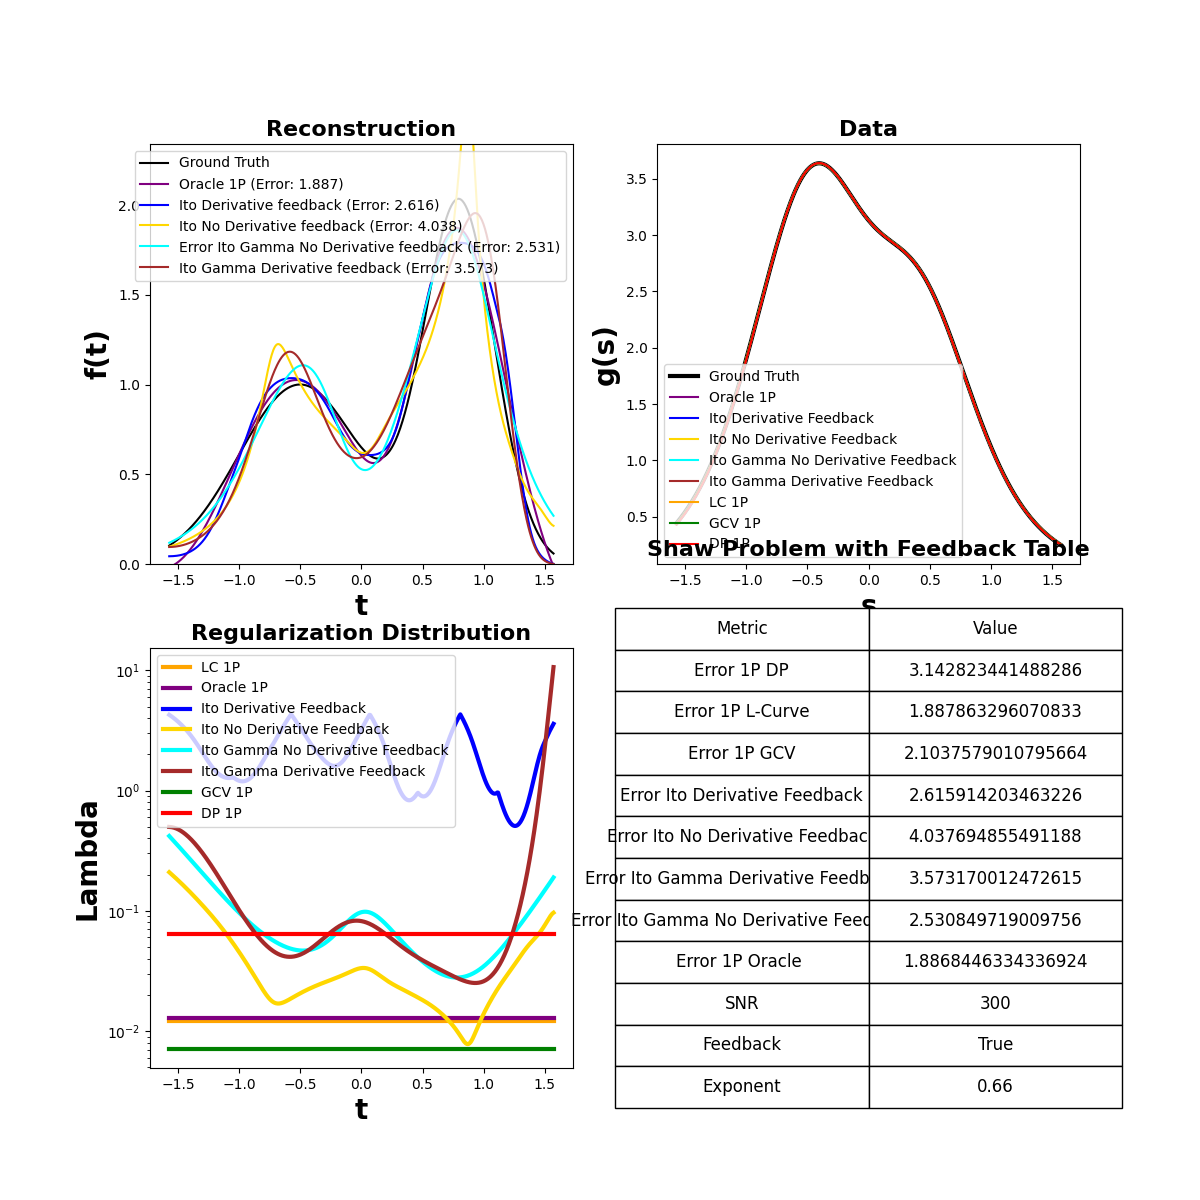 Reconstruction
f(t)
2.0
1.5
1.0
0.5
0.0
Ground Truth
Oracle 1P (Error: 1.887)
Ito Derivative feedback (Error: 2.616)
Ito No Derivative feedback (Error: 4.038)
Error Ito Gamma No Derivative feedback (Error: 2.531)
Ito Gamma Derivative feedback (Error: 3.573)
−1.5 −1.0 −0.5 0.0 0.5 1.0 1.5
t
Data
g(s)
3.5
3.0
2.5
2.0
1.5
1.0
0.5
Ground Truth
Oracle 1P
Ito Derivative Feedback
Ito No Derivative Feedback
Ito Gamma No Derivative Feedback
Ito Gamma Derivative Feedback
LC 1P
GCV 1P
DP 1P
−1.5 −1.0 −0.5 0.0 0.5 1.0 1.5
s
Regularization Distribution
Lambda
10¹
10⁰
10⁻¹
10⁻²
LC 1P
Oracle 1P
Ito Derivative Feedback
Ito No Derivative Feedback
Ito Gamma No Derivative Feedback
Ito Gamma Derivative Feedback
GCV 1P
DP 1P
−1.5 −1.0 −0.5 0.0 0.5 1.0 1.5
t
Shaw Problem with Feedback Table
Metric Value
Error 1P DP 3.142823441488286
Error 1P L-Curve 1.887863296070833
Error 1P GCV 2.1037579010795664
Error Ito Derivative Feedback 2.615914203463226
Error Ito No Derivative Feedbac 4.037694855491188
Error Ito Gamma Derivative Feedb 3.573170012472615
Error Ito Gamma No Derivative Feed 2.530849719009756
Error 1P Oracle 1.8868446334336924
SNR 300
Feedback True
Exponent 0.66